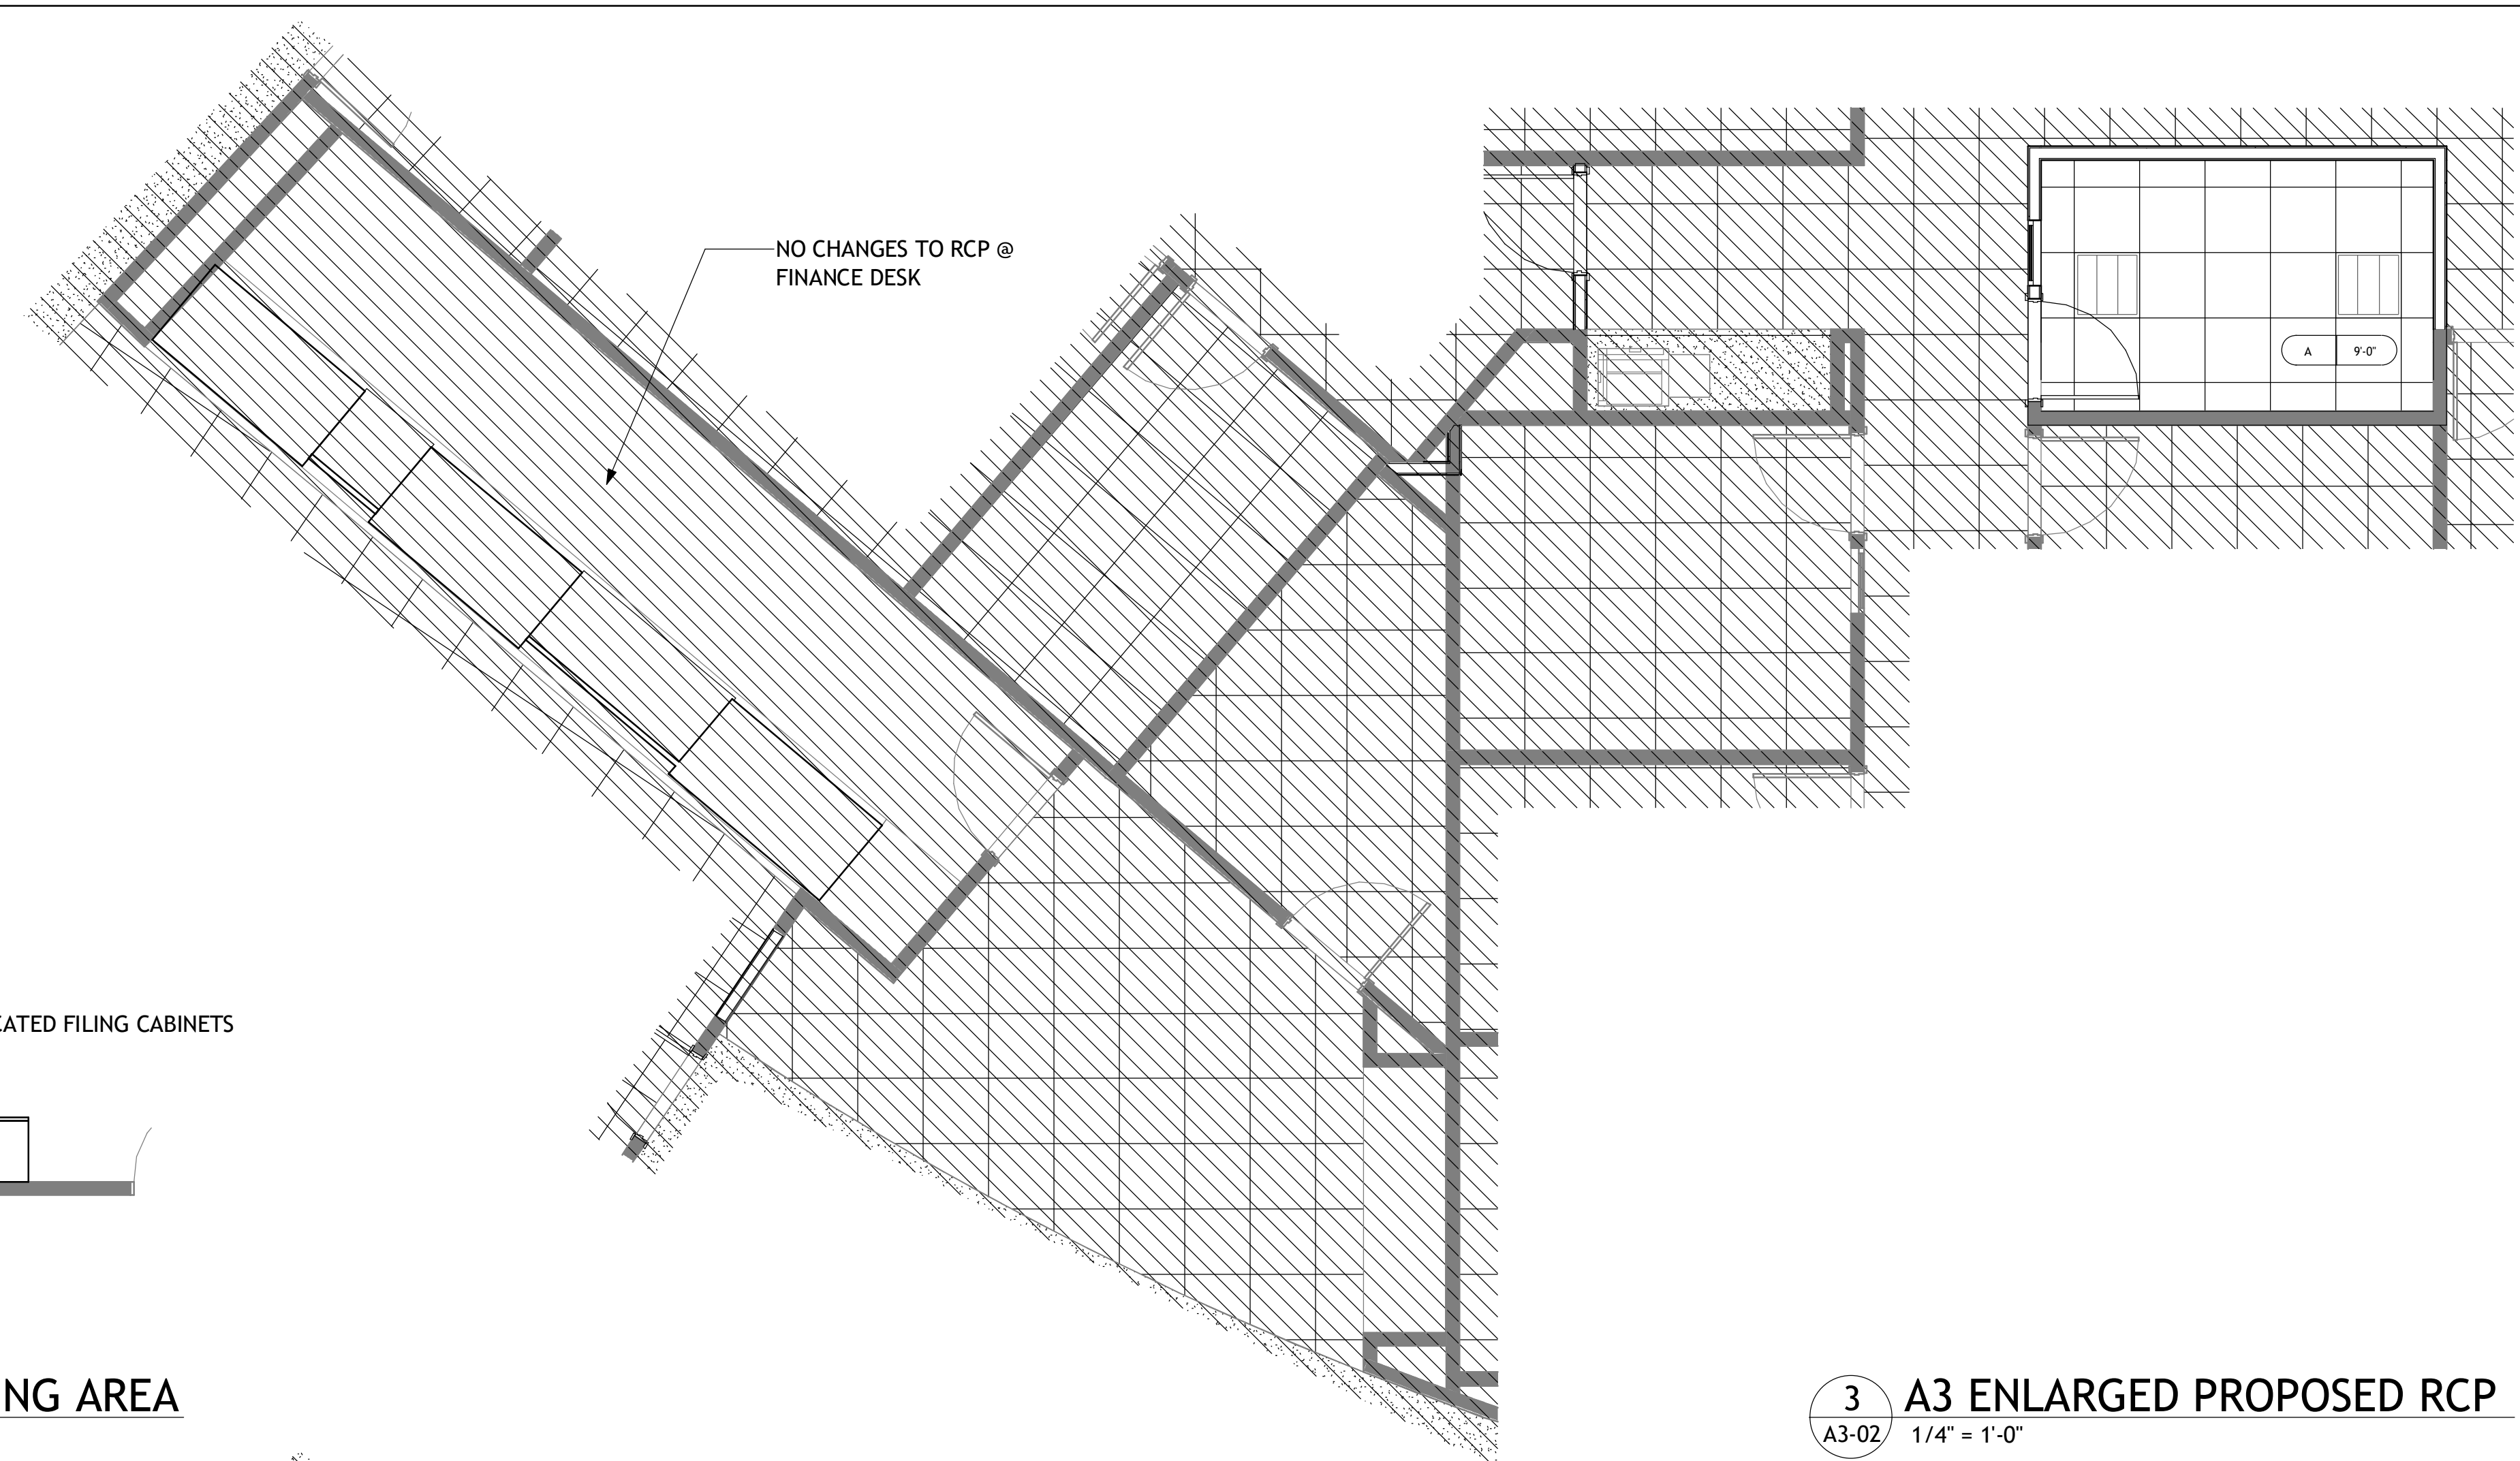 NO CHANGES TO RCP @
FINANCE DESK
A 9'-0"
CATED FILING CABINETS
NG AREA
3
A3-02
A3 ENLARGED PROPOSED RCP
1/4" = 1'-0"